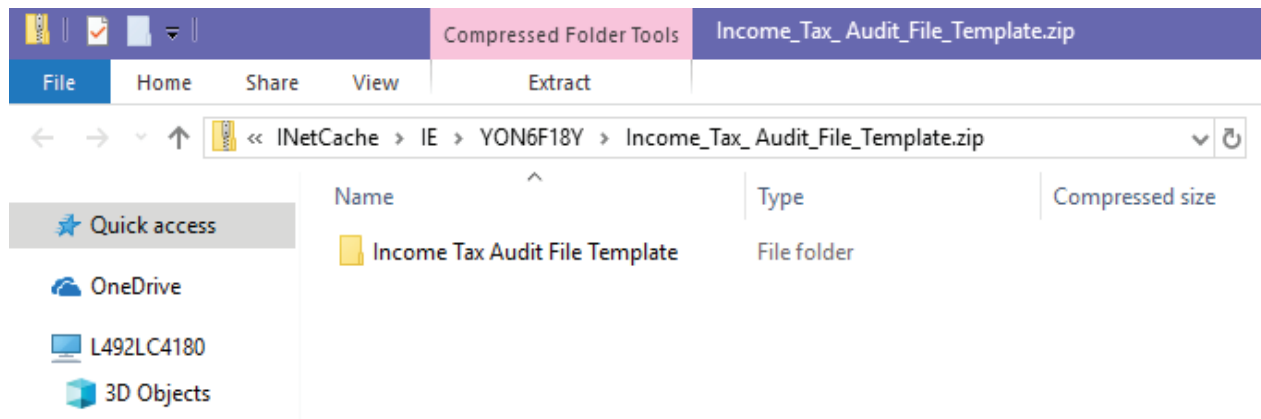 Compressed Folder Tools Income_Tax_ Audit_File_Template.zip
File Home Share View Extract
« INetCache > IE > YON6F18Y > Income_Tax_ Audit_File_Template.zip
Name Type Compressed size
Quick access
Income Tax Audit File Template File folder
OneDrive
L492LC4180
3D Objects